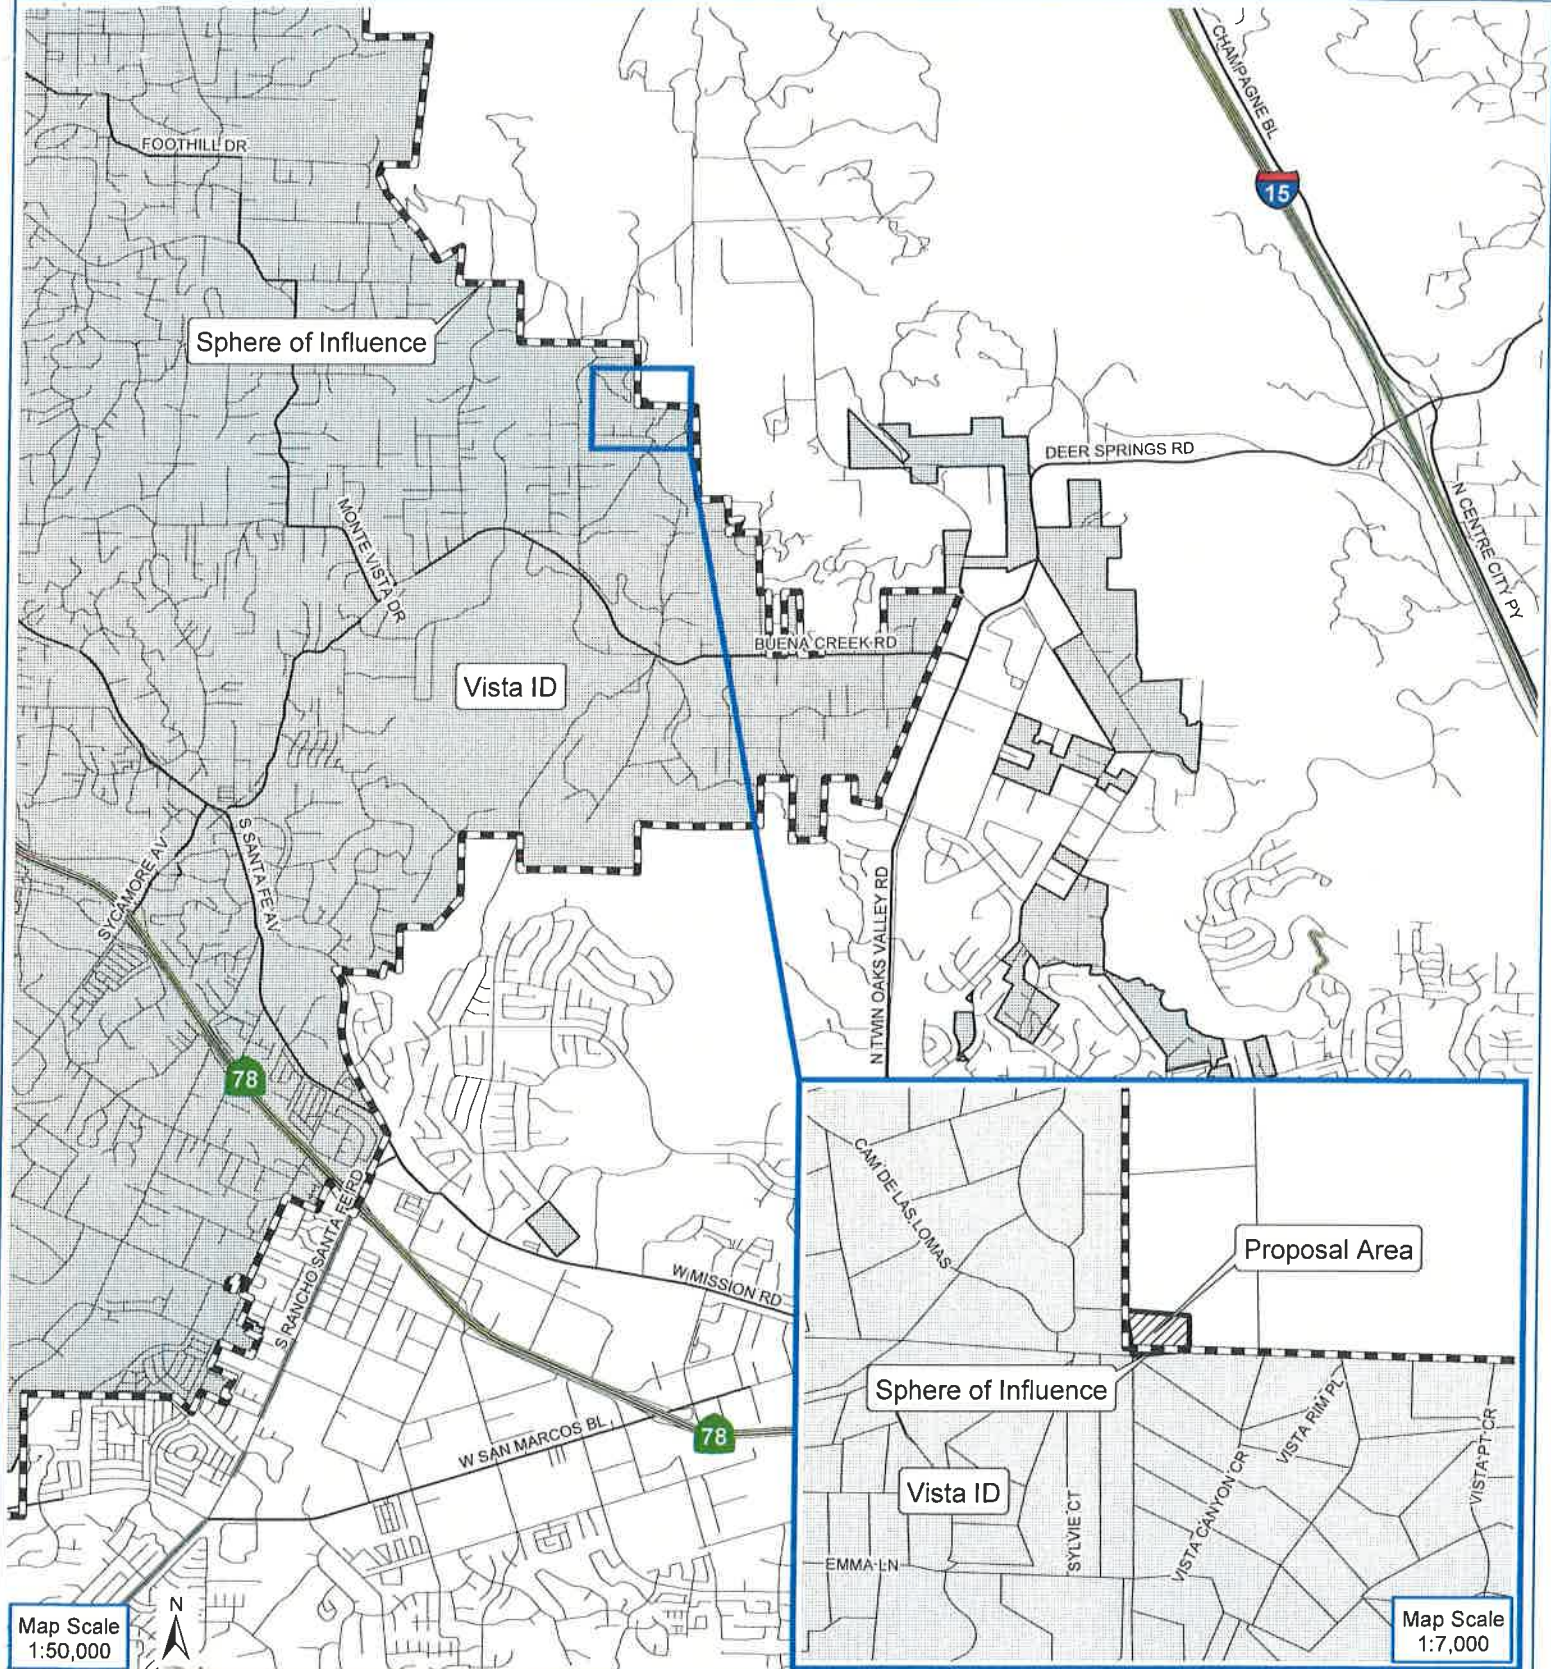 CHAMPAGNE BL
FOOTHILL DR
15
Sphere of Influence
DEER SPRINGS RD
N CENTRE CITY PY
MONTE VISTA DR
BUENA CREEK RD
Vista ID
SYCAMORE AV
S SANTA FE AV
N TWIN OAKS VALLEY RD
78
S RANCHO SANTA FE RD
W MISSION RD
W SAN MARCOS BL
78
CAM DE LAS LOMAS
Proposal Area
Sphere of Influence
VISTA RIM PL
VISTA PT CR
Vista ID
SYLVIE CT
VISTA CANYON CRT
EMMA LN
N
Map Scale
1:50,000
Map Scale
1:7,000